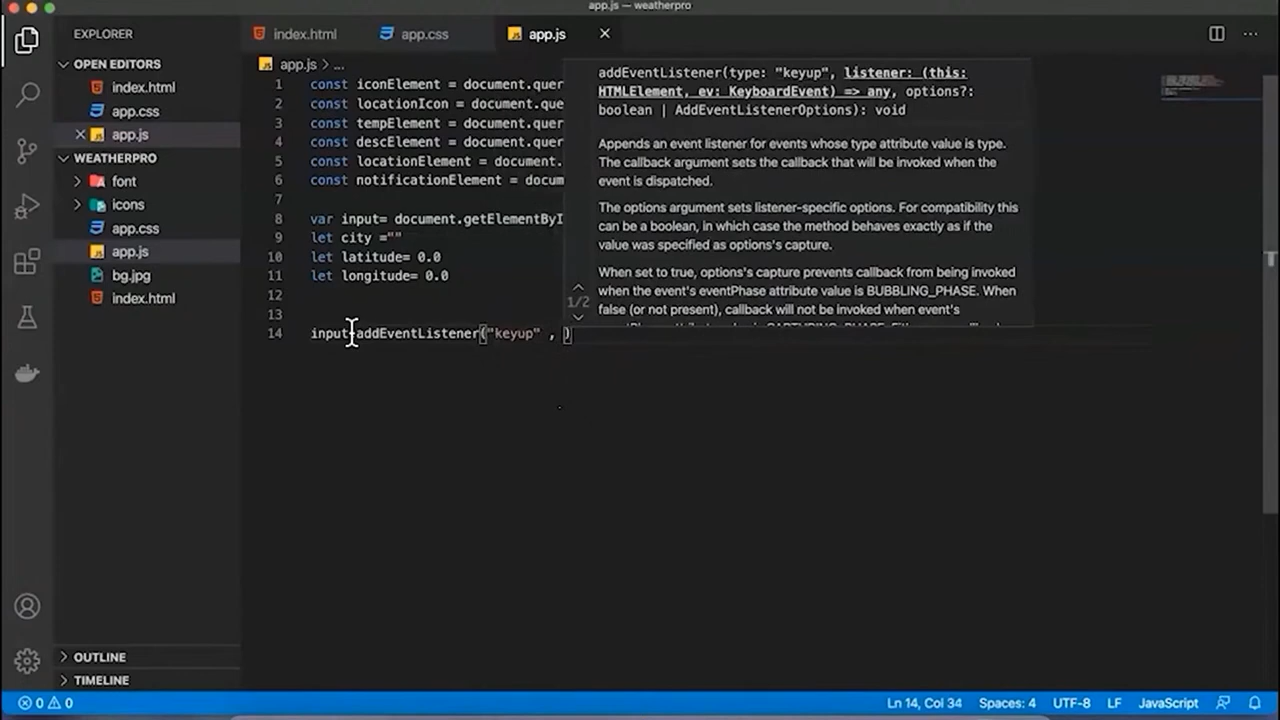 app.js — weatherpro
EXPLORER
index.html
app.css
app.js
OPEN EDITORS
index.html
app.css
app.js
WEATHERPRO
font
icons
app.css
app.js
bg.jpg
index.html
OUTLINE
TIMELINE
app.js > ...
1 const iconElement = document.quer
2 const locationIcon = document.que
3 const tempElement = document.quer
4 const descElement = document.quer
5 const locationElement = document.
6 const notificationElement = docum
7
8 var input= document.getElementByI
9 let city =""
10 let latitude= 0.0
11 let longitude= 0.0
12
13
14 input.addEventListener("keyup" , )
addEventListener(type: "keyup", listener: (this:
HTMLElement, ev: KeyboardEvent) => any, options?:
boolean | AddEventListenerOptions): void
Appends an event listener for events whose type attribute value is type.
The callback argument sets the callback that will be invoked when the
event is dispatched.
The options argument sets listener-specific options. For compatibility this
can be a boolean, in which case the method behaves exactly as if the
value was specified as options's capture.
When set to true, options's capture prevents callback from being invoked
when the event's eventPhase attribute value is BUBBLING_PHASE. When
false (or not present), callback will not be invoked when event's
1/2
0 0
Ln 14, Col 34
Spaces: 4
UTF-8
LF
JavaScript